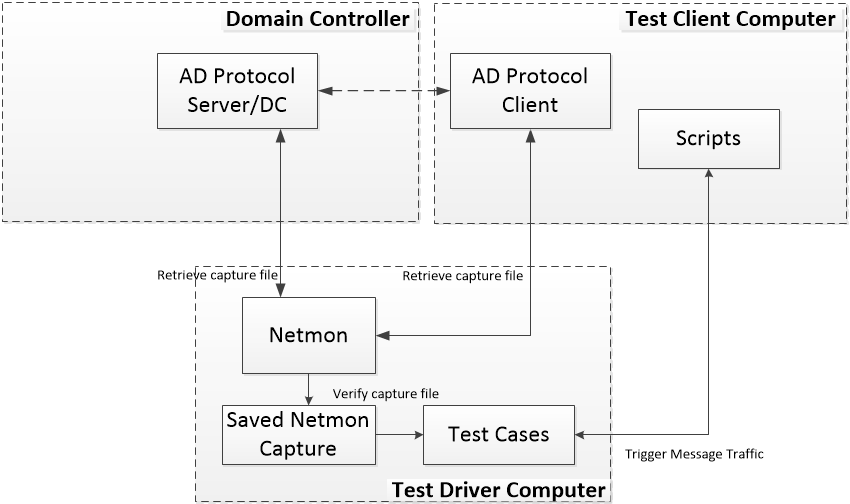 Domain Controller
Test Client Computer
AD Protocol
Server/DC
AD Protocol
Client
Scripts
Retrieve capture file
Retrieve capture file
Netmon
Verify capture file
Saved Netmon
Capture
Test Cases
Trigger Message Traffic
Test Driver Computer